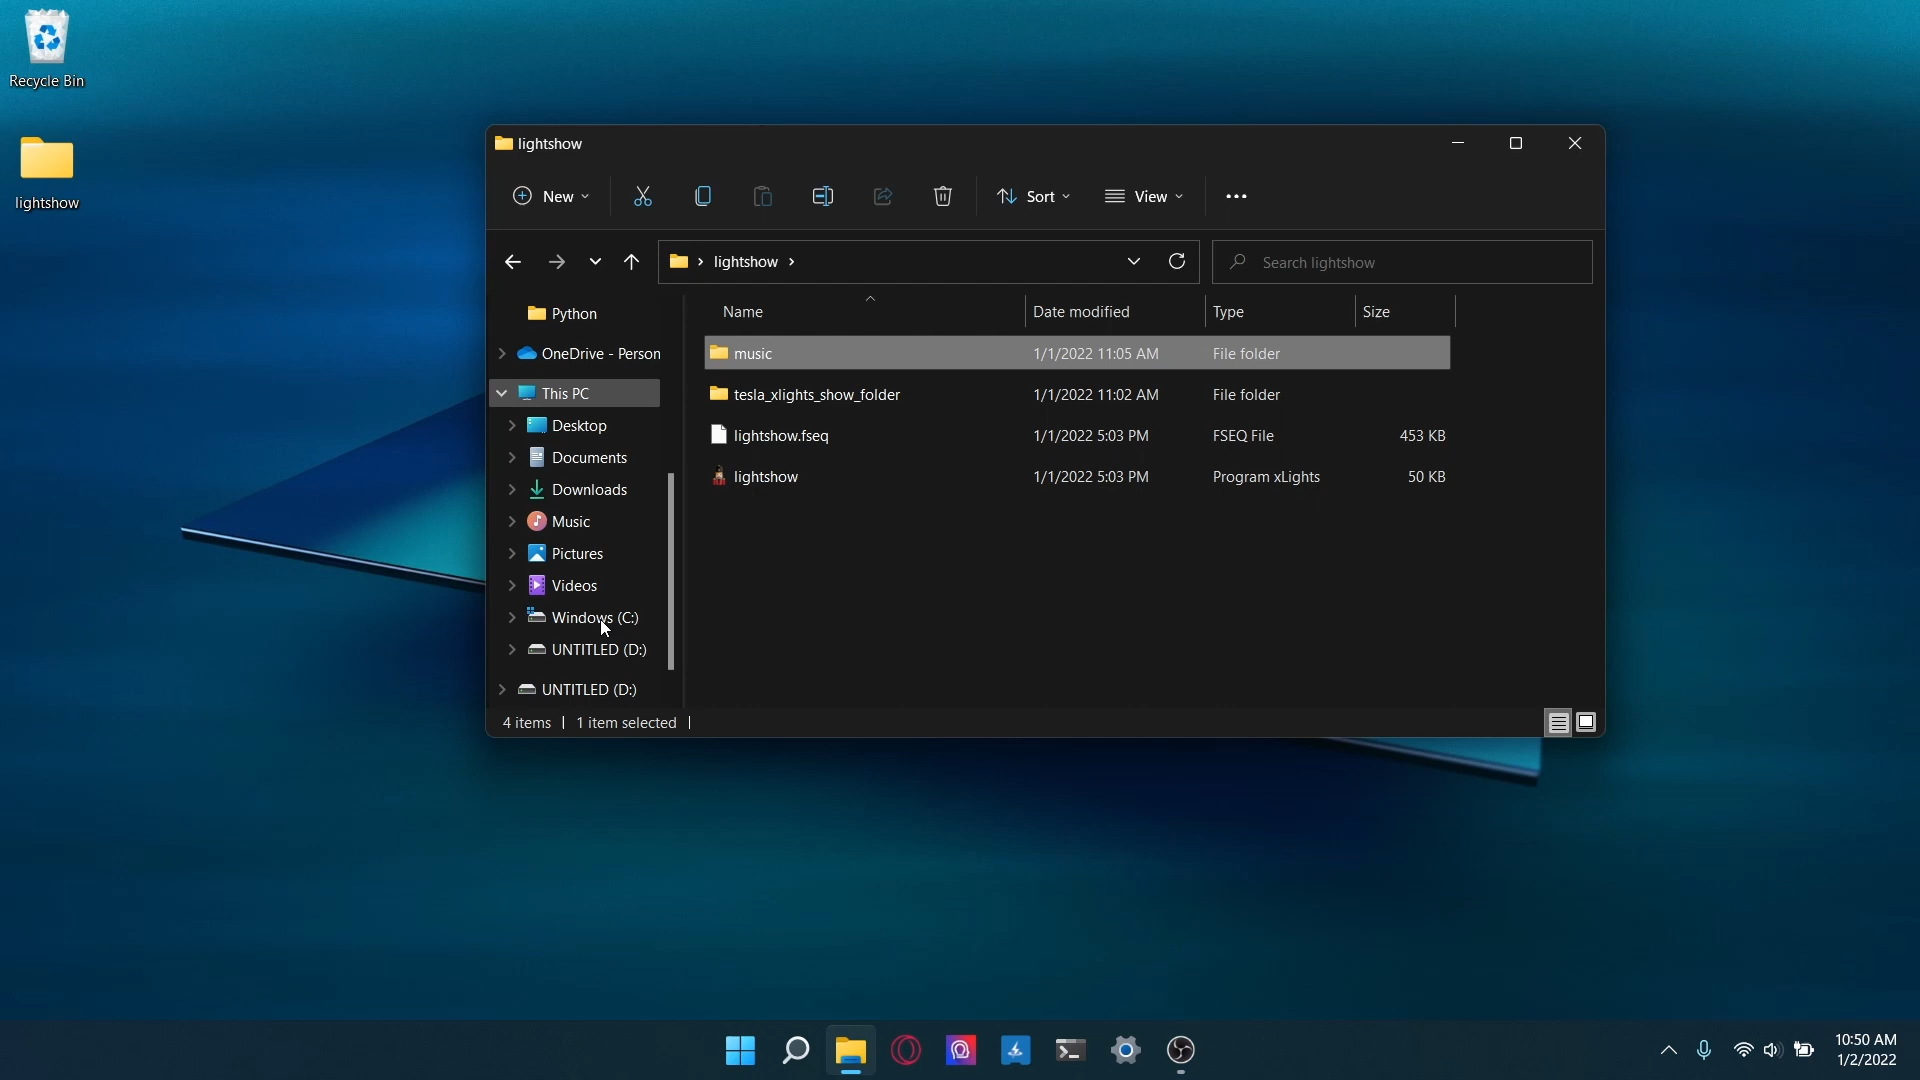 Recycle Bin
lightshow
lightshow
New
Sort
View
lightshow
Search lightshow
Python
OneDrive - Person
This PC
Desktop
Documents
Downloads
Music
Pictures
Videos
Windows (C:)
UNTITLED (D:)
UNTITLED (D:)
Name Date modified Type Size
music 1/1/2022 11:05 AM File folder
tesla_xlights_show_folder 1/1/2022 11:02 AM File folder
lightshow.fseq 1/1/2022 5:03 PM FSEQ File 453 KB
lightshow 1/1/2022 5:03 PM Program xLights 50 KB
4 items 1 item selected
10:50 AM
1/2/2022